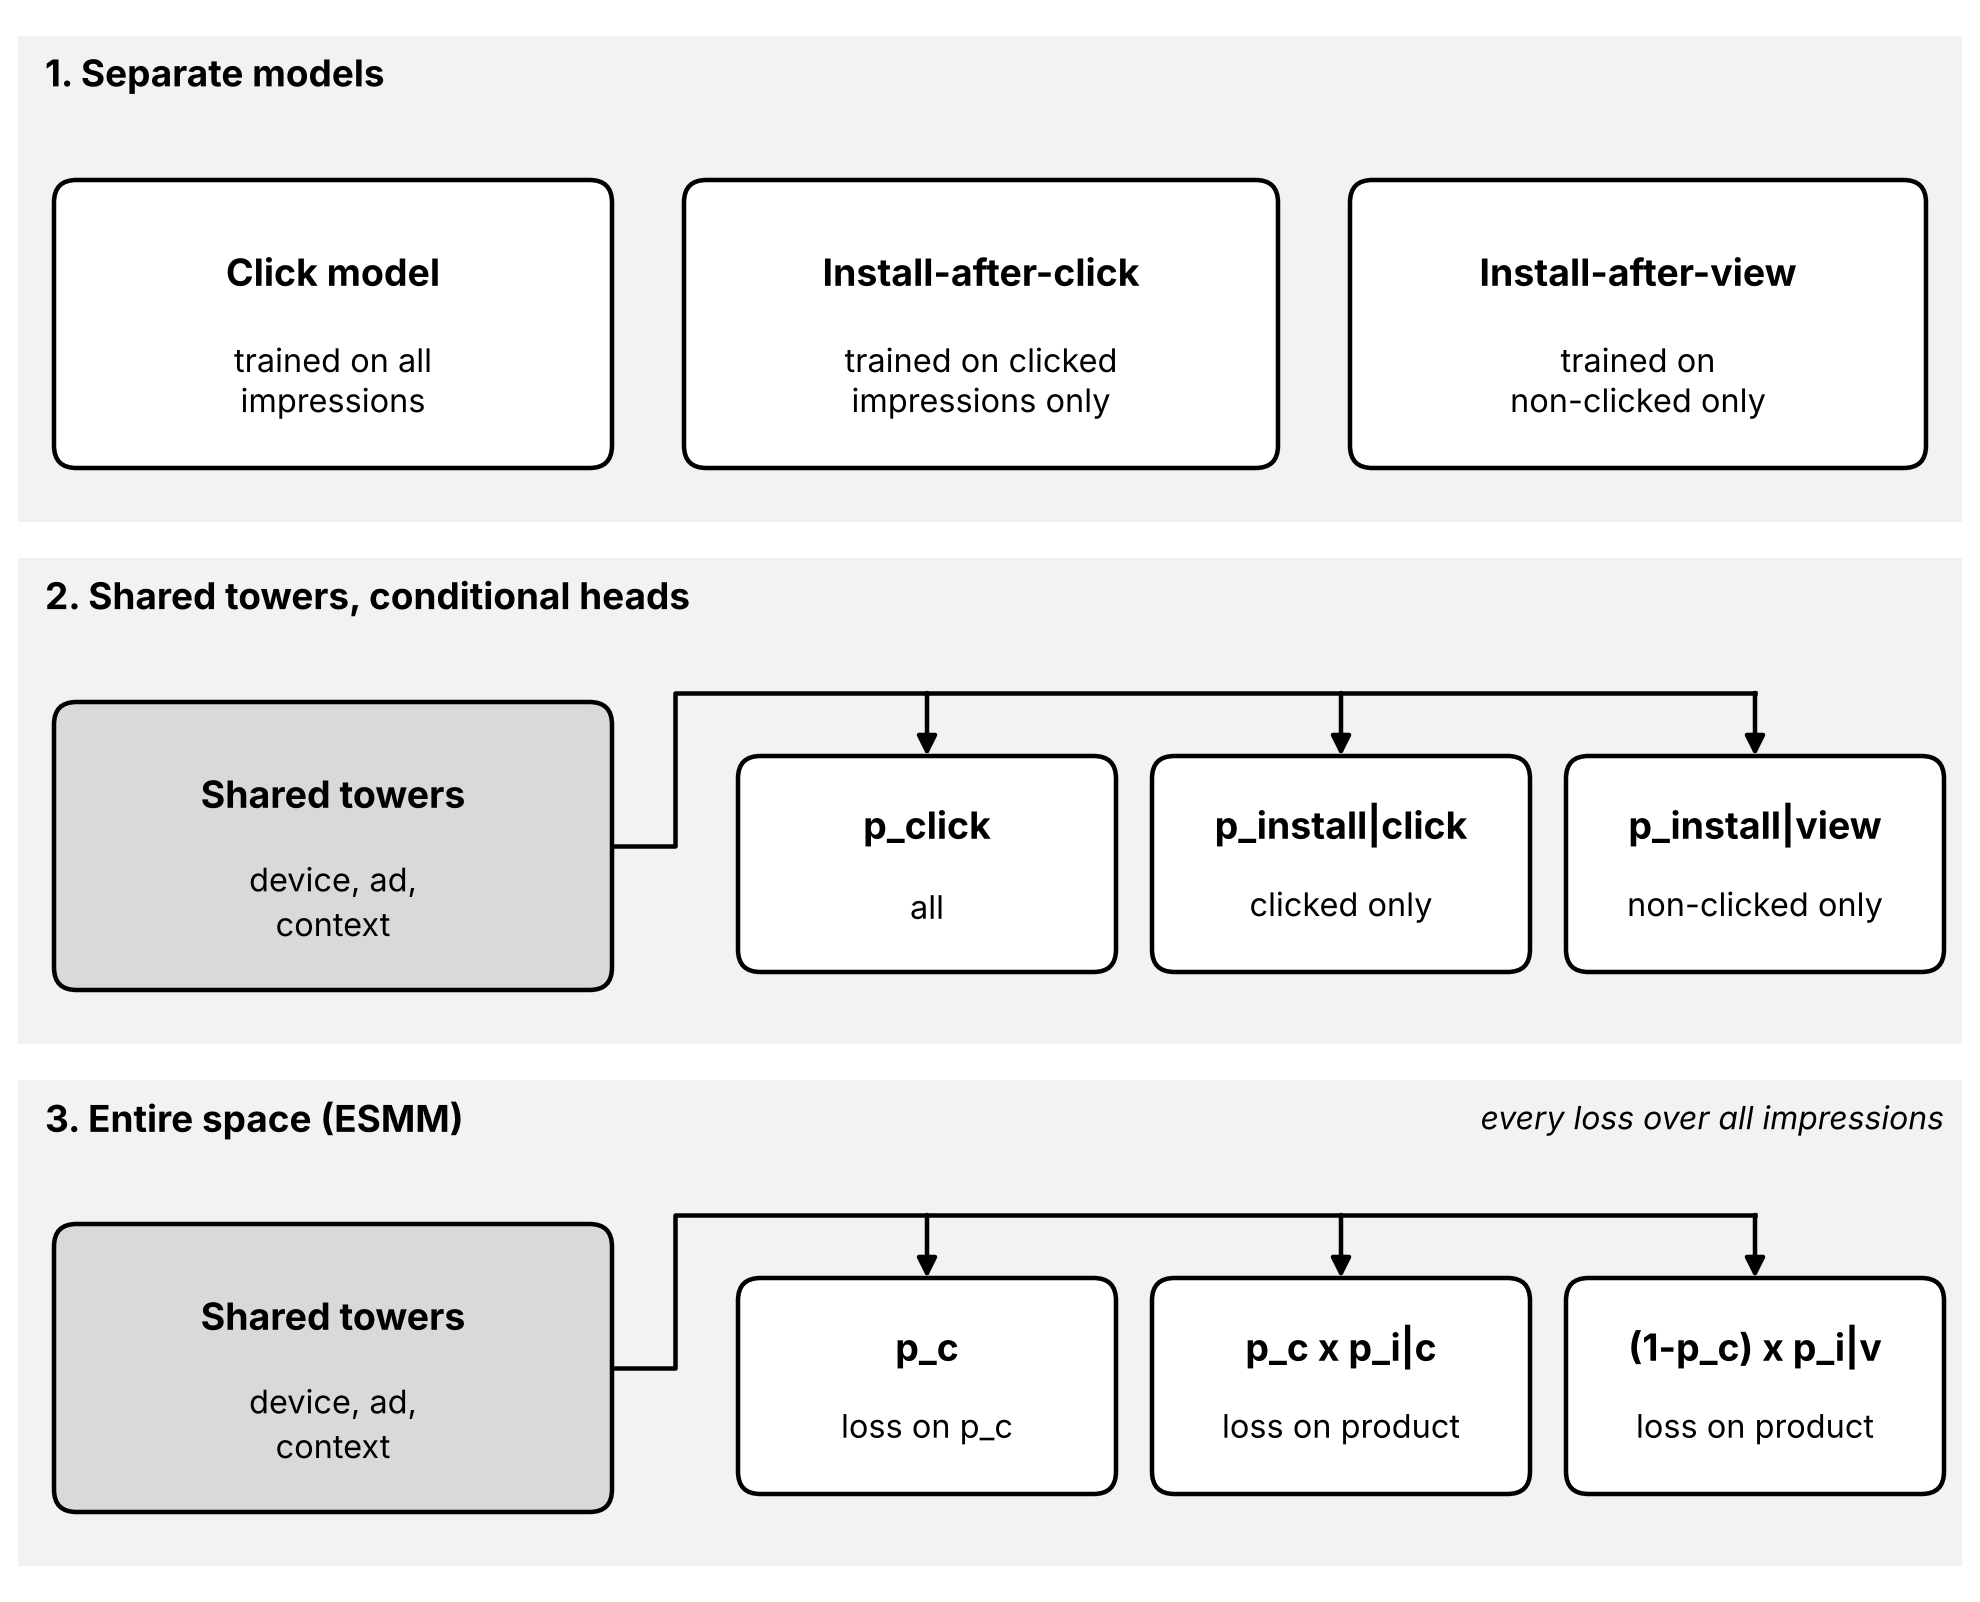 1. Separate models
Click model
trained on all
impressions
Install-after-click
trained on clicked
impressions only
Install-after-view
trained on
non-clicked only
2. Shared towers, conditional heads
Shared towers
device, ad,
context
p_click
all
p_install|click
clicked only
p_install|view
non-clicked only
3. Entire space (ESMM)
every loss over all impressions
Shared towers
device, ad,
context
p_c
loss on p_c
p_c x p_i|c
loss on product
(1-p_c) x p_i|v
loss on product